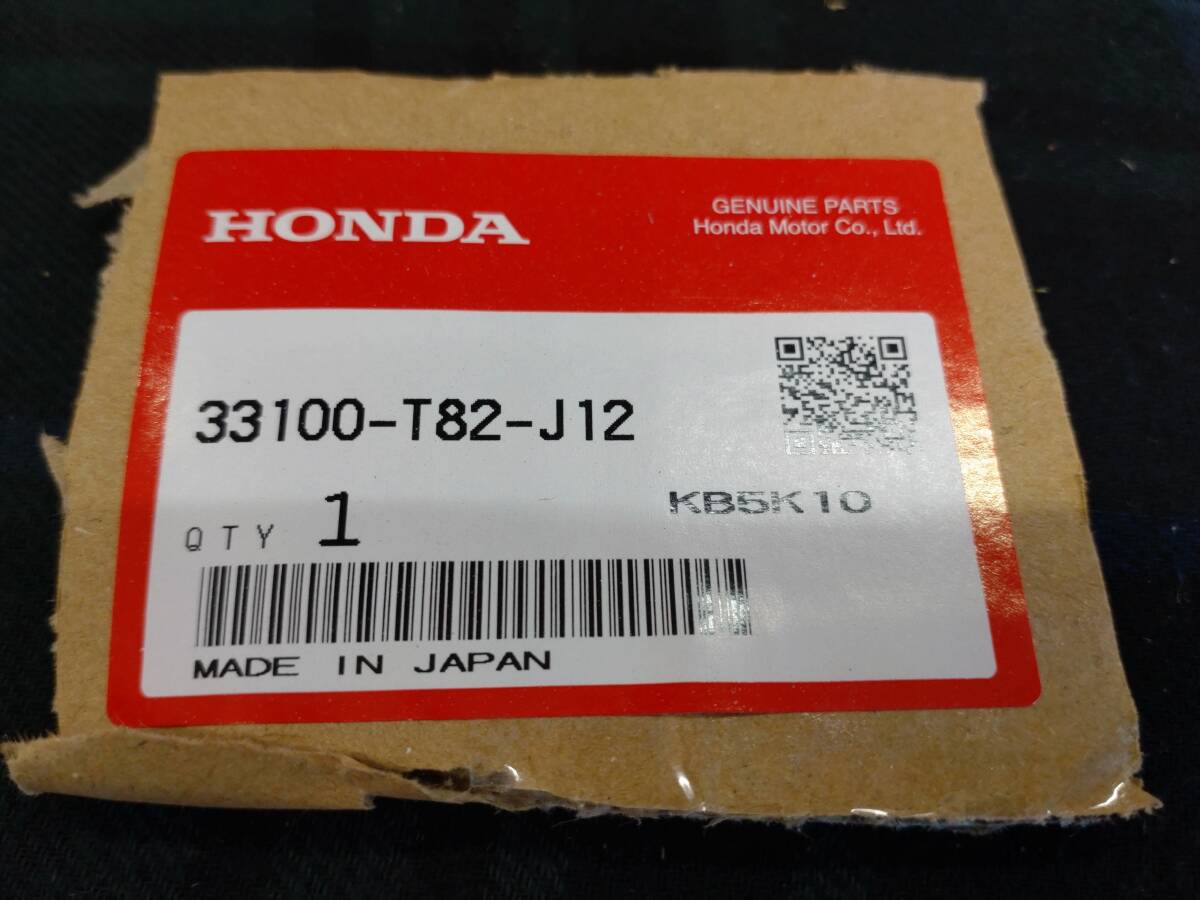 HONDA
GENUINE PARTS
Honda Motor Co., Ltd.
33100-T82-J12
KB5K10
QTY 1
MADE IN JAPAN